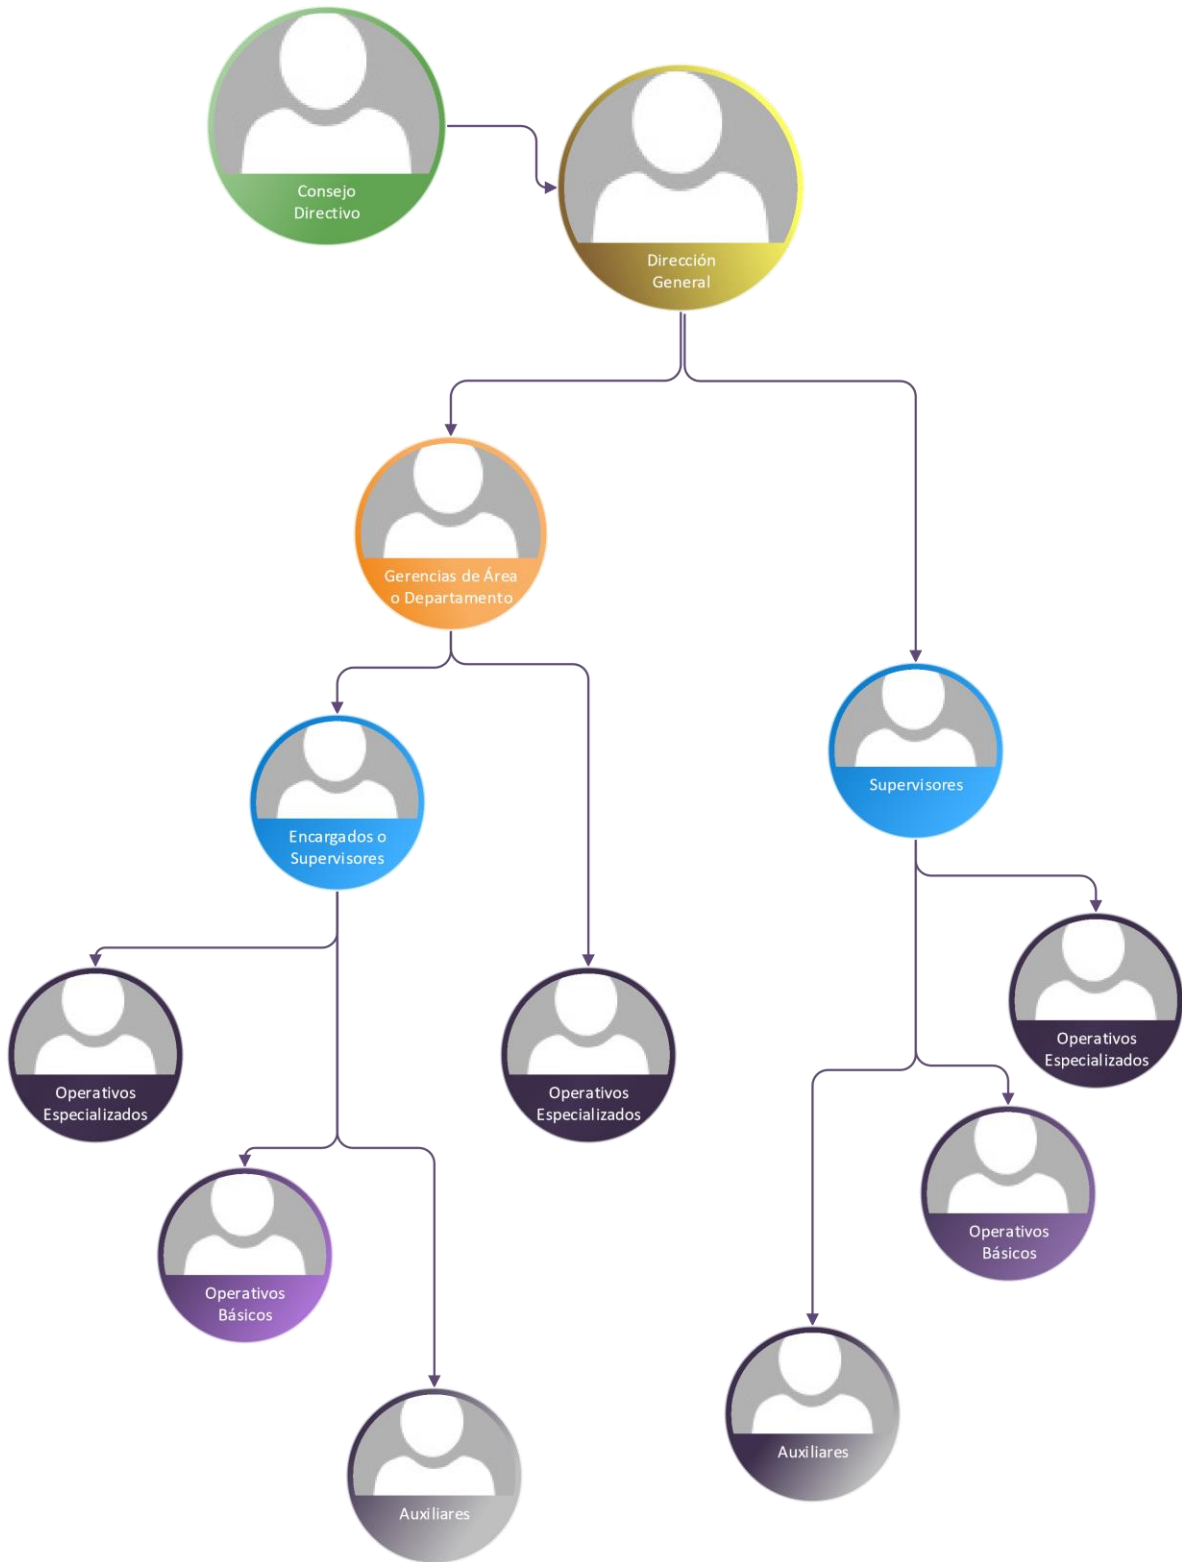 Consejo
Directivo
Dirección
General
Gerencias de Área
o Departamento
Supervisores
Encargados o
Supervisores
Operativos
Especializados
Operativos
Especializados
Operativos
Especializados
Operativos
Básicos
Operativos
Básicos
Auxiliares
Auxiliares